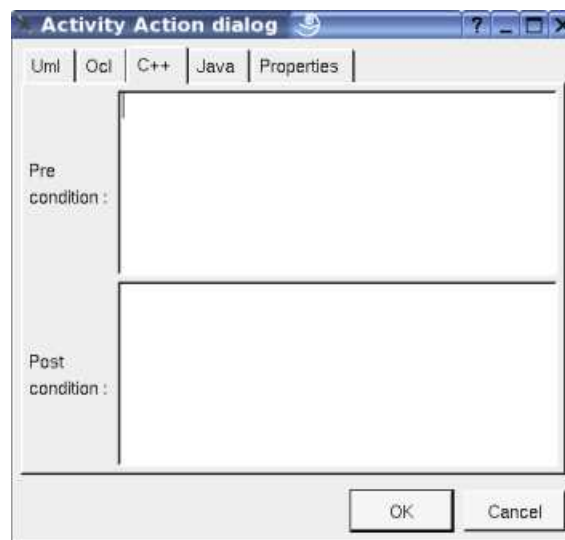 Activity Action dialog
Uml Ocl C++ Java Properties
Pre
condition :
Post
condition :
OK Cancel